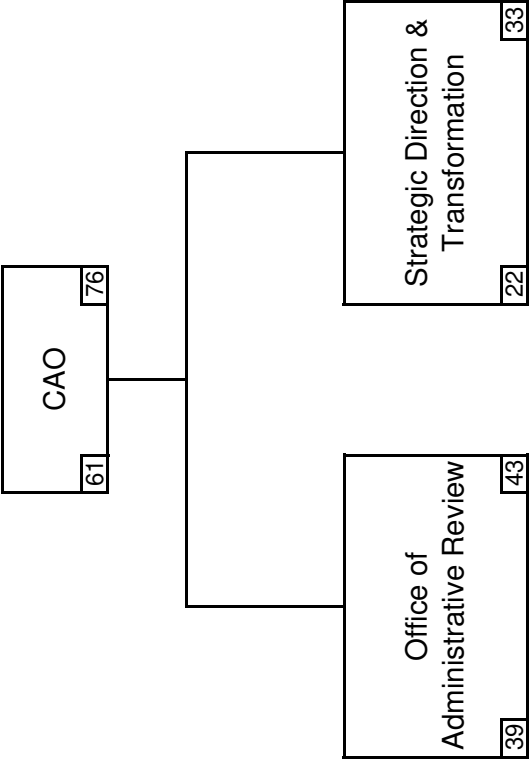 CAO
61
76
Office of
Administrative Review
39
43
Strategic Direction &
Transformation
22
33